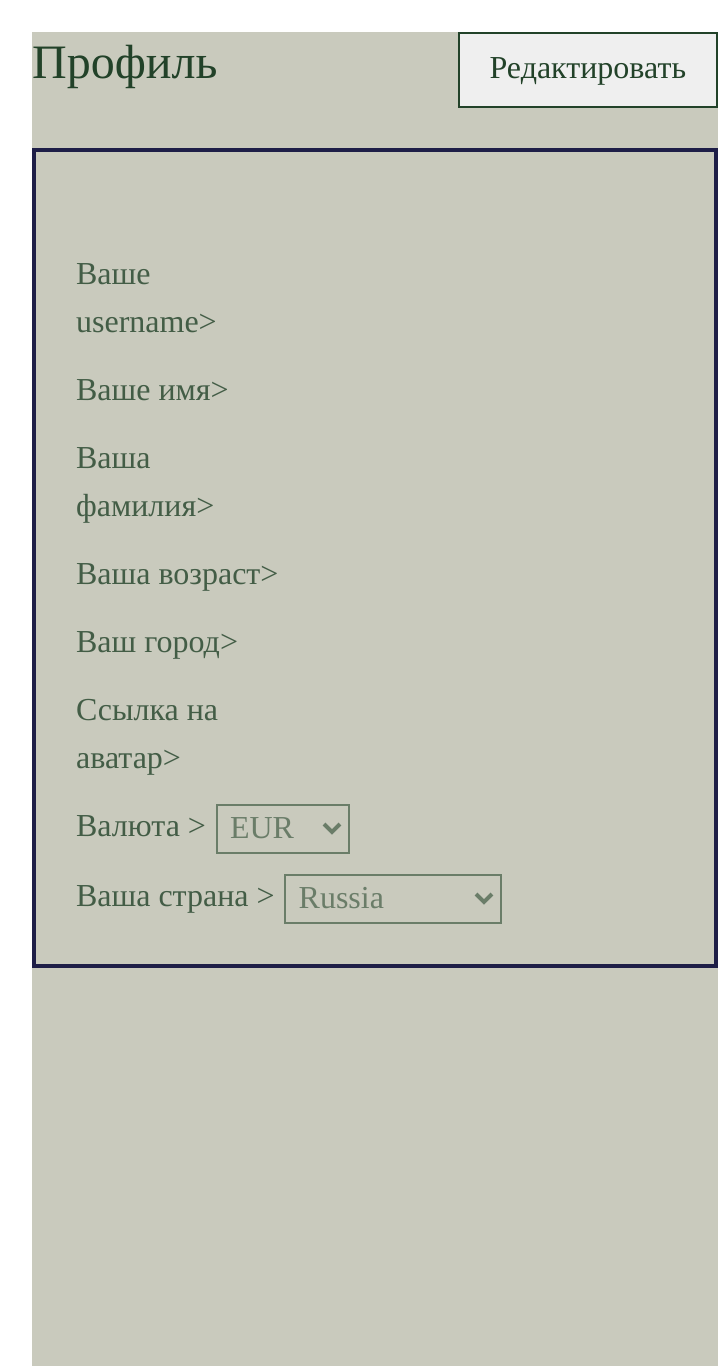 Профиль
Редактировать
Ваше
username>
Ваше имя>
Ваша
фамилия>
Ваша возраст>
Ваш город>
Ссылка на
аватар>
Валюта > EUR
Ваша страна > Russia